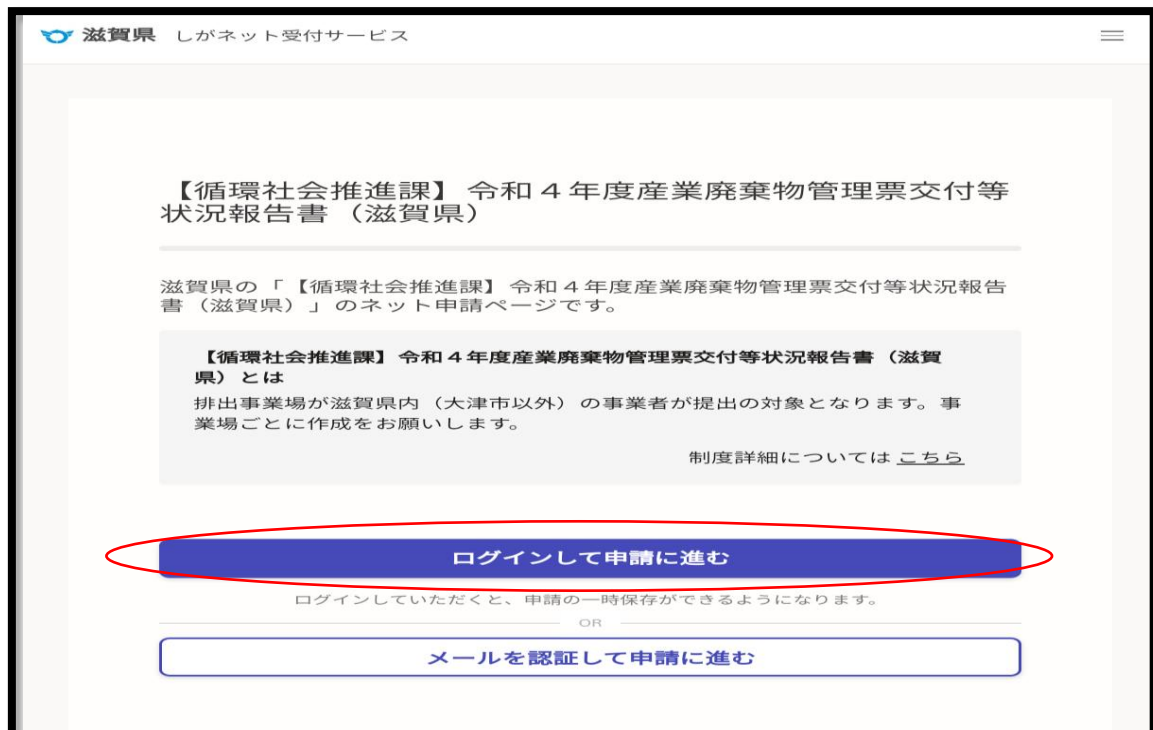 滋賀県 しがネット受付サービス
【循環社会推進課】令和４年度産業廃棄物管理票交付等
状況報告書（滋賀県）
滋賀県の「【循環社会推進課】令和４年度産業廃棄物管理票交付等状況報告
書（滋賀県）」のネット申請ページです。
【循環社会推進課】令和４年度産業廃棄物管理票交付等状況報告書（滋賀
県）とは
排出事業場が滋賀県内（大津市以外）の事業者が提出の対象となります。事
業場ごとに作成をお願いします。
制度詳細については こちら
ログインして申請に進む
ログインしていただくと、申請の一時保存ができるようになります。
OR
メールを認証して申請に進む